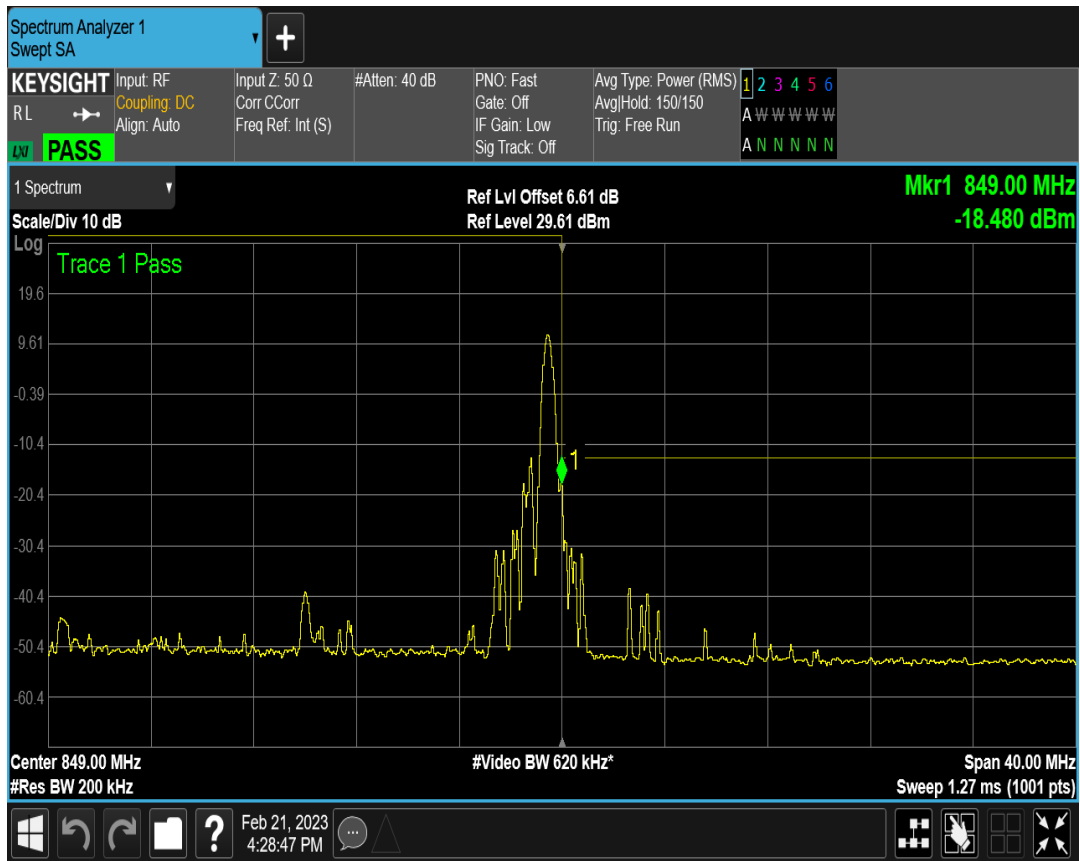 Spectrum Analyzer 1
Swept SA
+
KEYSIGHT
R L
LXI PASS
Input: RF
Coupling: DC
Align: Auto
Input Z: 50 Ω
Corr CCorr
Freq Ref: Int (S)
#Atten: 40 dB
PNO: Fast
Gate: Off
IF Gain: Low
Sig Track: Off
Avg Type: Power (RMS)
Avg|Hold: 150/150
Trig: Free Run
1 2 3 4 5 6
A W W W W W
A N N N N N
1 Spectrum
Scale/Div 10 dB
Ref Lvl Offset 6.61 dB
Ref Level 29.61 dBm
Mkr1 849.00 MHz
-18.480 dBm
Log
Trace 1 Pass
19.6
9.61
-0.39
-10.4
1
-20.4
-30.4
-40.4
-50.4
-60.4
Center 849.00 MHz
#Res BW 200 kHz
#Video BW 620 kHz*
Span 40.00 MHz
Sweep 1.27 ms (1001 pts)
?
Feb 21, 2023
4:28:47 PM